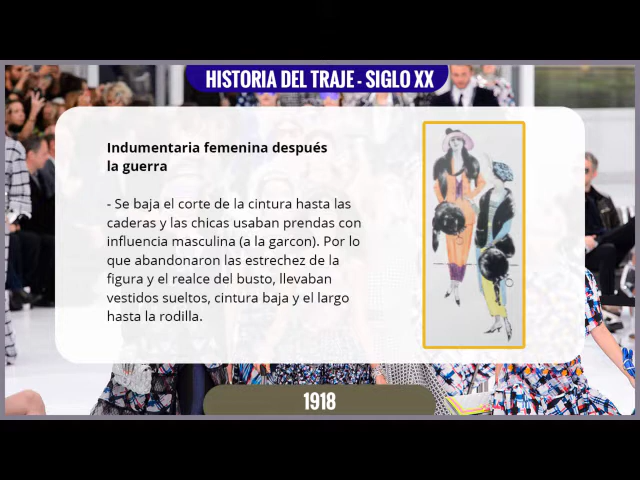 HISTORIA DEL TRAJE - SIGLO XX
Indumentaria femenina después
la guerra
- Se baja el corte de la cintura hasta las
caderas y las chicas usaban prendas con
influencia masculina (a la garcon). Por lo
que abandonaron las estrechez de la
figura y el realce del busto, llevaban
vestidos sueltos, cintura baja y el largo
hasta la rodilla.
1918